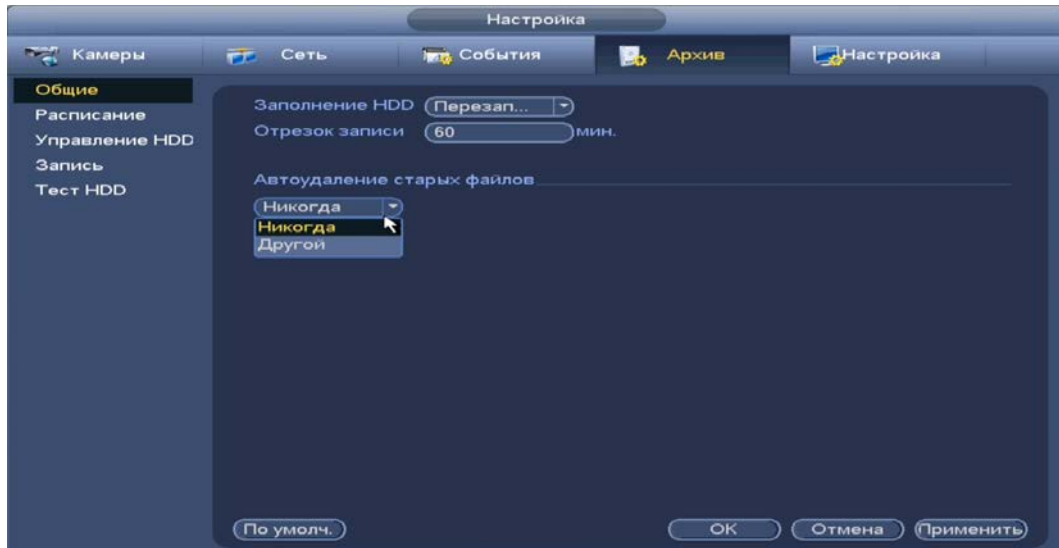 Настройка
Камеры Сеть События Архив Настройка
Общие
Расписание
Управление HDD
Запись
Тест HDD
Заполнение HDD Перезап...
Отрезок записи 60 мин.
Автоудаление старых файлов
Никогда
Никогда
Другой
По умолч. OK Отмена Применить